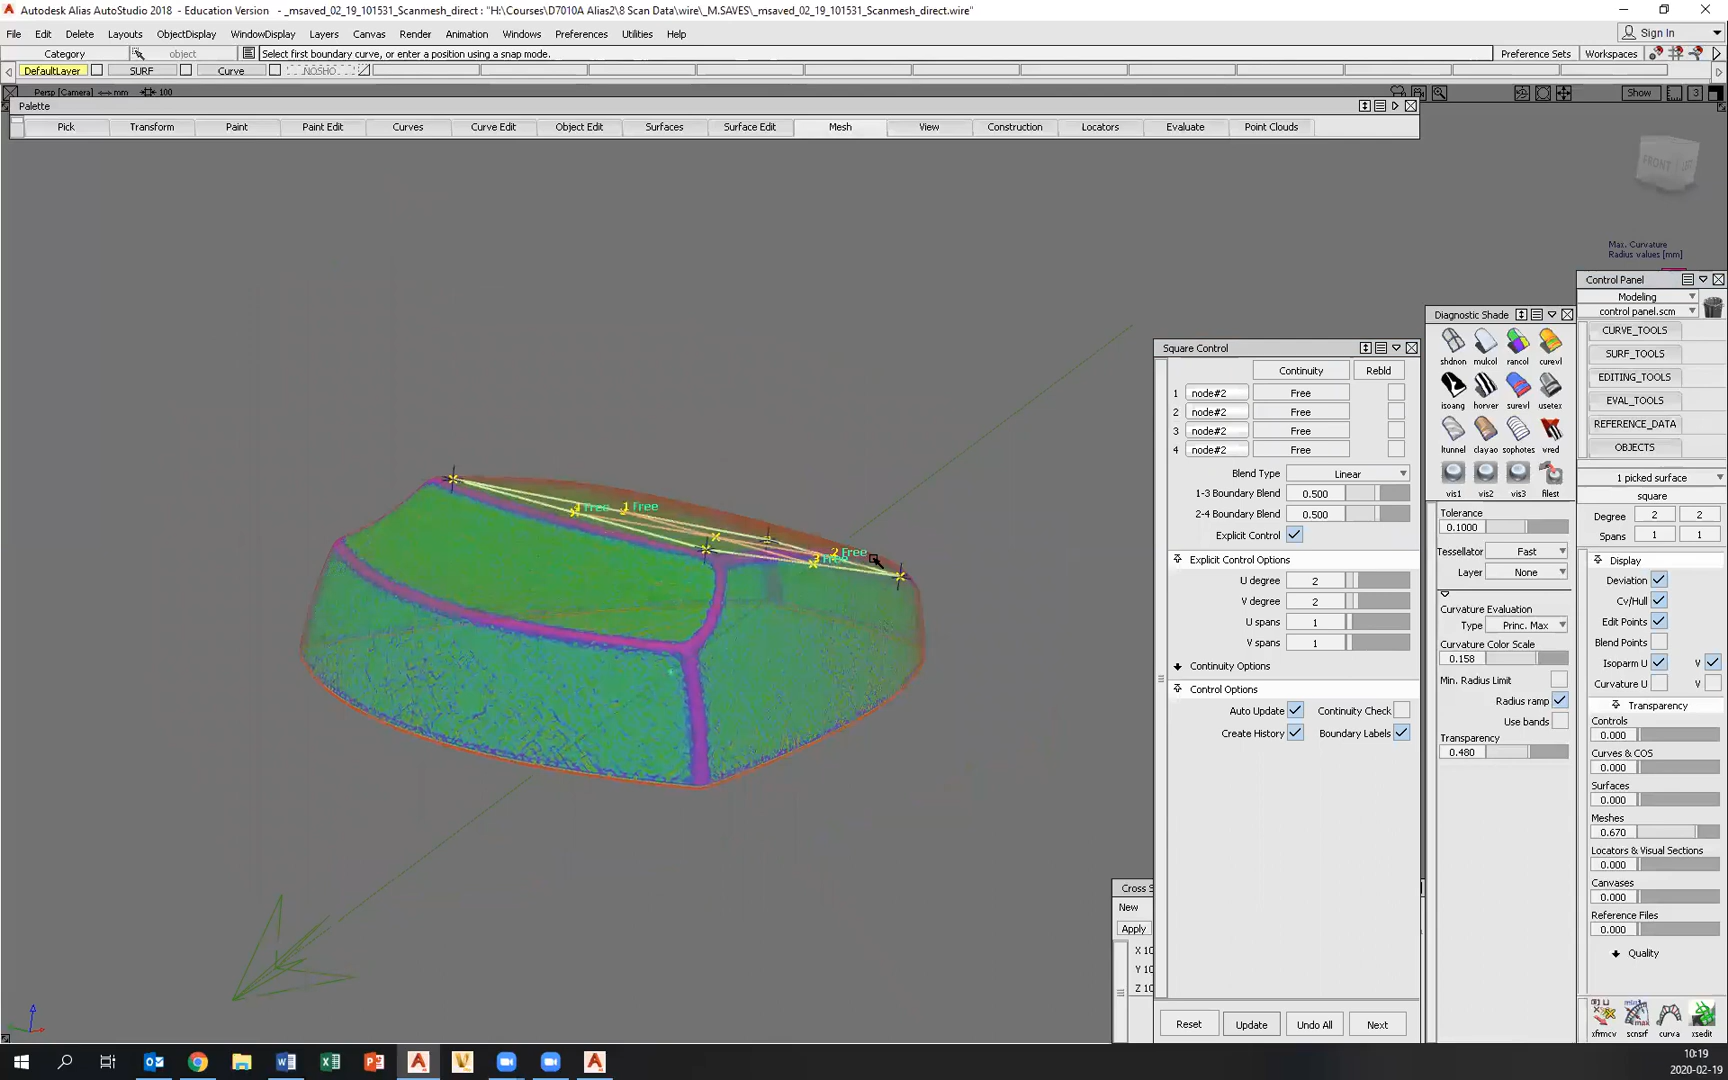 Autodesk Alias AutoStudio 2018 - Education Version - _msaved_02_19_101531_Scanmesh_direct : "H:\Courses\D7010A Alias2\8 Scan Data\wire\_M.SAVES\_msaved_02_19_101531_Scanmesh_direct.wire"
File Edit Delete Layouts ObjectDisplay WindowDisplay Layers Canvas Render Animation Windows Preferences Utilities Help
Sign In
Category object Select first boundary curve, or enter a position using a snap mode.
Preference Sets Workspaces
DefaultLayer SURF Curve NOSHO
Persp [Camera] mm 100
Show 3
Palette
Pick Transform Paint Paint Edit Curves Curve Edit Object Edit Surfaces Surface Edit Mesh View Construction Locators Evaluate Point Clouds
FRONT
Max. Curvature
Radius values [mm]
Free 1 Free
2 Free
Square Control
Continuity Rebld
1 node#2 Free
2 node#2 Free
3 node#2 Free
4 node#2 Free
Blend Type Linear
1-3 Boundary Blend 0.500
2-4 Boundary Blend 0.500
Explicit Control
Explicit Control Options
U degree 2
V degree 2
U spans 1
V spans 1
Continuity Options
Control Options
Auto Update Continuity Check
Create History Boundary Labels
Reset Update Undo All Next
Cross S
New
Apply
X 10
Y 10
Z 10
Diagnostic Shade
shdnon mulcol rancol curevl
isoang horver surevl usetex
ltunnel clayao sophotes vred
vis1 vis2 vis3 filest
Tolerance
0.1000
Tessellator Fast
Layer None
Curvature Evaluation
Type Princ. Max
Curvature Color Scale
0.158
Min. Radius Limit
Radius ramp
Use bands
Transparency
0.480
Control Panel
Modeling
control panel.scm
CURVE_TOOLS
SURF_TOOLS
EDITING_TOOLS
EVAL_TOOLS
REFERENCE_DATA
OBJECTS
1 picked surface
square
Degree 2 2
Spans 1 1
Display
Deviation
Cv/Hull
Edit Points
Blend Points
Isoparm U V
Curvature U V
Transparency
Controls
0.000
Curves & COS
0.000
Surfaces
0.000
Meshes
0.670
Locators & Visual Sections
0.000
Canvases
0.000
Reference Files
0.000
Quality
xfrmcv scnsrf curva xsedit
10:19
2020-02-19